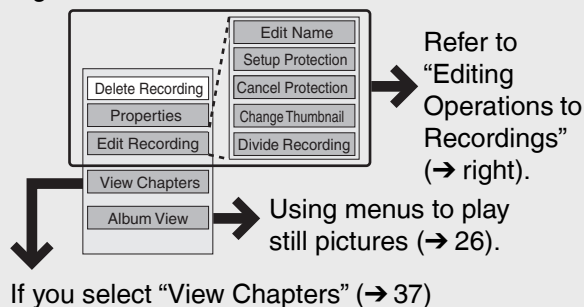 Delete Recording
Properties
Edit Recording
View Chapters
Album View
Edit Name
Setup Protection
Cancel Protection
Change Thumbnail
Divide Recording
Refer to
“Editing
Operations to
Recordings”
(➔ right).
Using menus to play
still pictures (➔ 26).
If you select “View Chapters” (➔ 37)